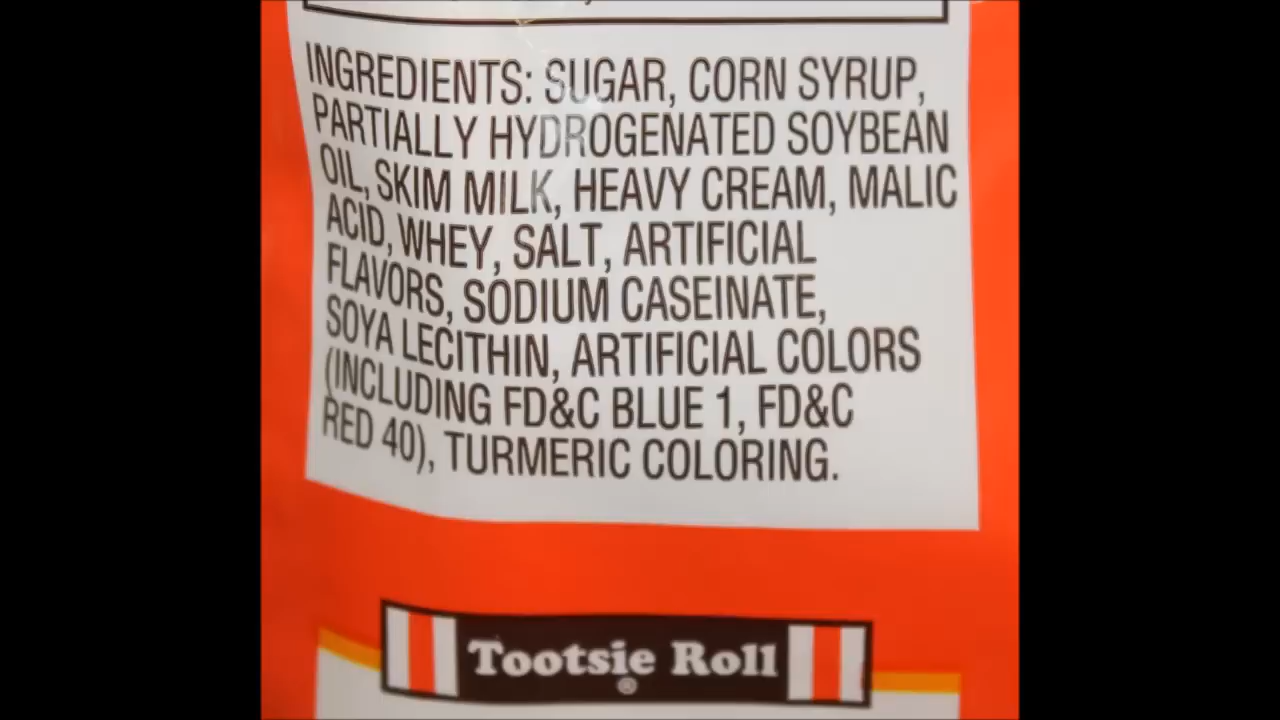 INGREDIENTS: SUGAR, CORN SYRUP,
PARTIALLY HYDROGENATED SOYBEAN
OIL, SKIM MILK, HEAVY CREAM, MALIC
ACID, WHEY, SALT, ARTIFICIAL
FLAVORS, SODIUM CASEINATE,
SOYA LECITHIN, ARTIFICIAL COLORS
(INCLUDING FD&C BLUE 1, FD&C
RED 40), TURMERIC COLORING.
Tootsie Roll
®